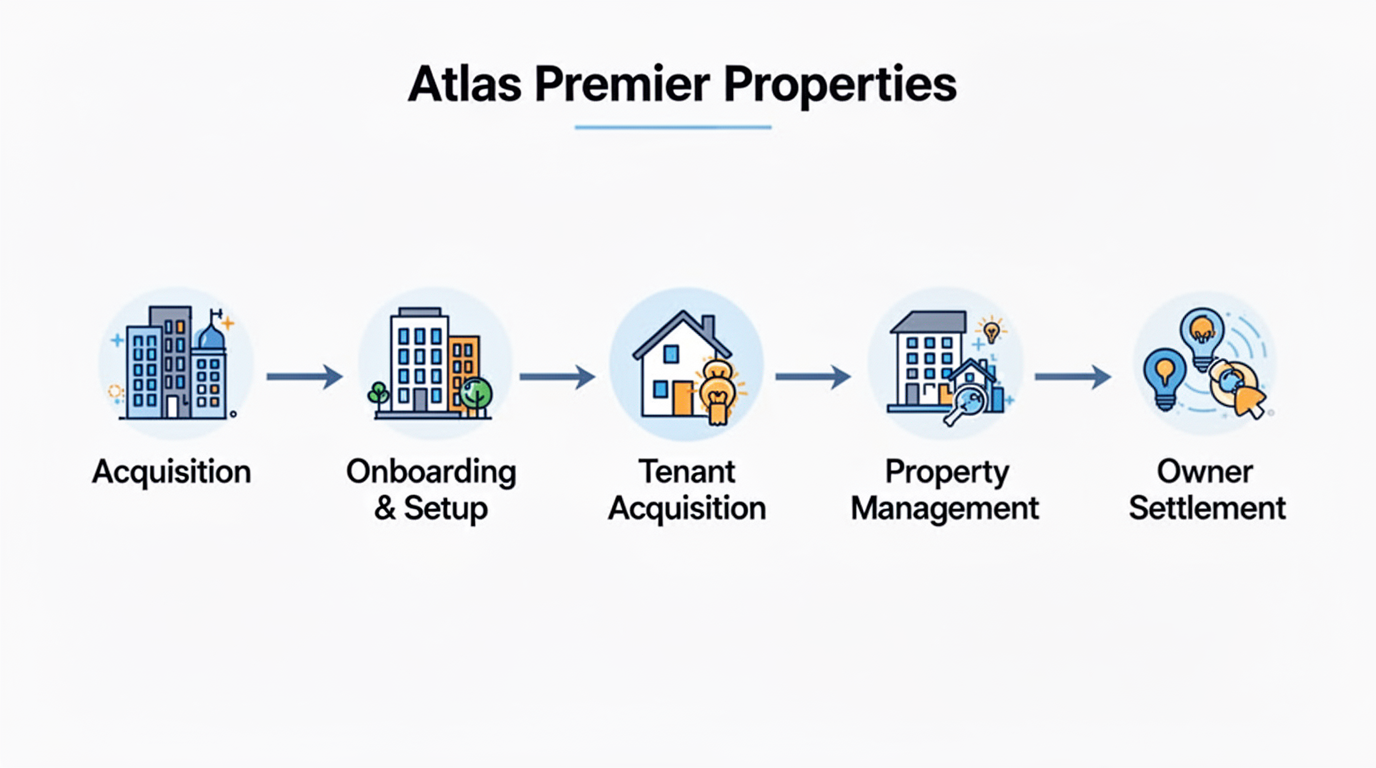 Atlas Premier Properties
Acquisition
Onboarding
& Setup
Tenant
Acquisition
Property
Management
Owner
Settlement